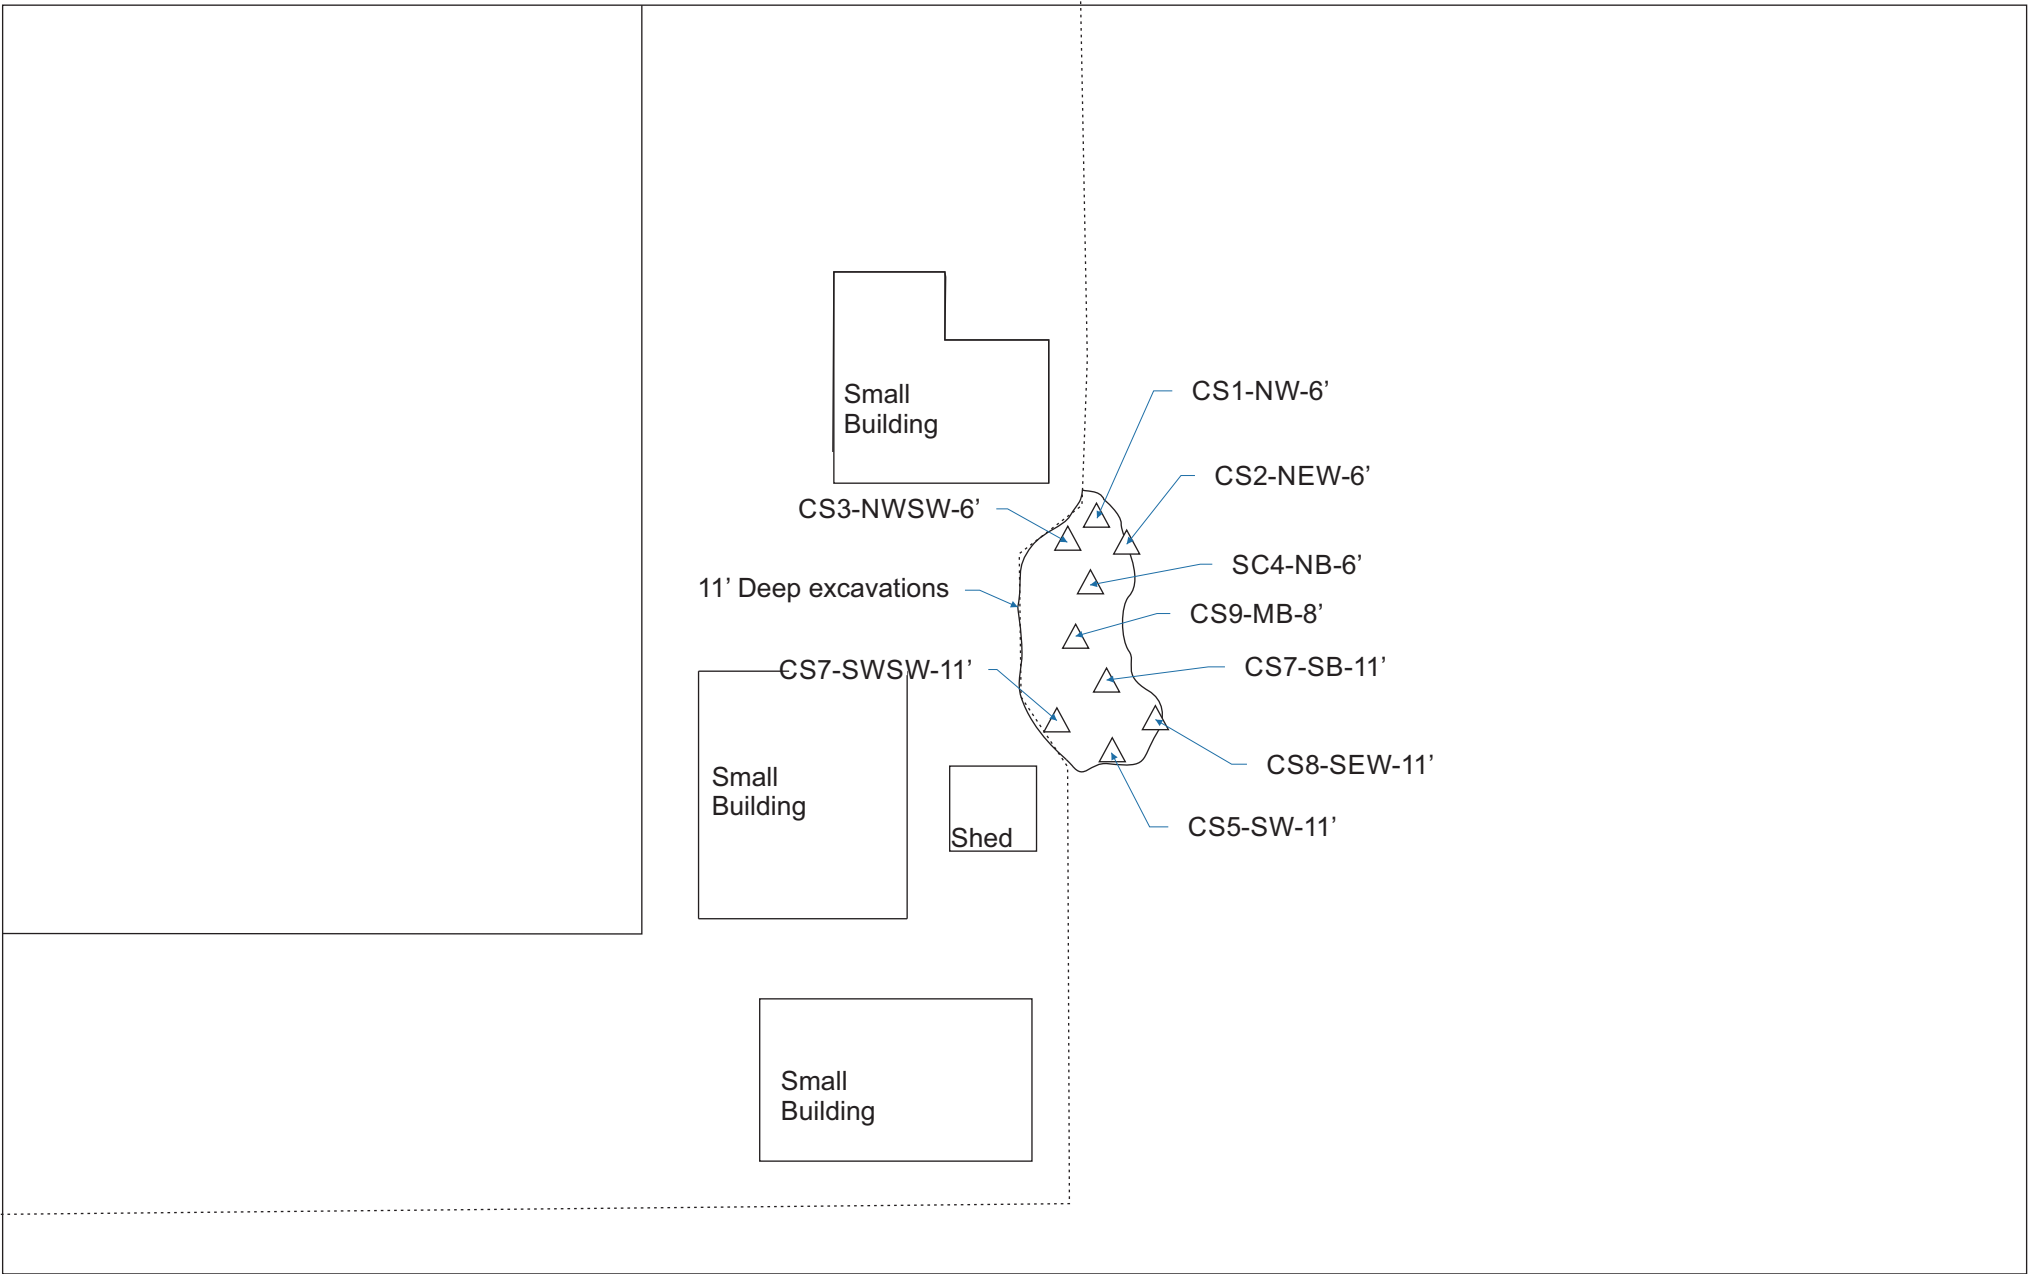 Small
Building
CS1-NW-6’
CS2-NEW-6’
CS3-NWSW-6’
SC4-NB-6’
11’ Deep excavations
CS9-MB-8’
CS7-SWSW-11’
CS7-SB-11’
Small
Building
CS8-SEW-11’
Shed
CS5-SW-11’
Small
Building